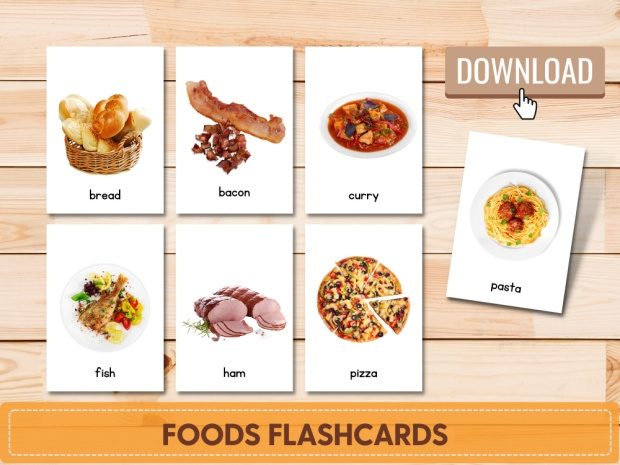 DOWNLOAD
bread
bacon
curry
pasta
fish
ham
pizza
FOODS FLASHCARDS